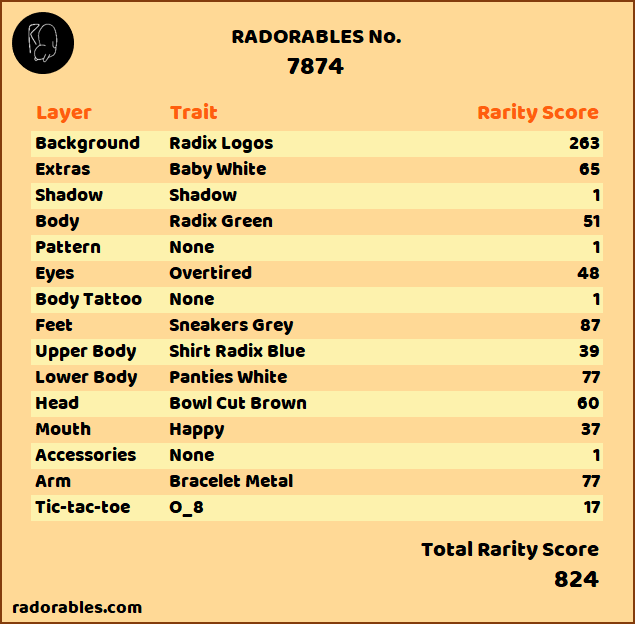 RADORABLES No.
7874
Layer Trait Rarity Score
Background Radix Logos 263
Extras Baby White 65
Shadow Shadow 1
Body Radix Green 51
Pattern None 1
Eyes Overtired 48
Body Tattoo None 1
Feet Sneakers Grey 87
Upper Body Shirt Radix Blue 39
Lower Body Panties White 77
Head Bowl Cut Brown 60
Mouth Happy 37
Accessories None 1
Arm Bracelet Metal 77
Tic-tac-toe O_8 17
Total Rarity Score
824
radorables.com